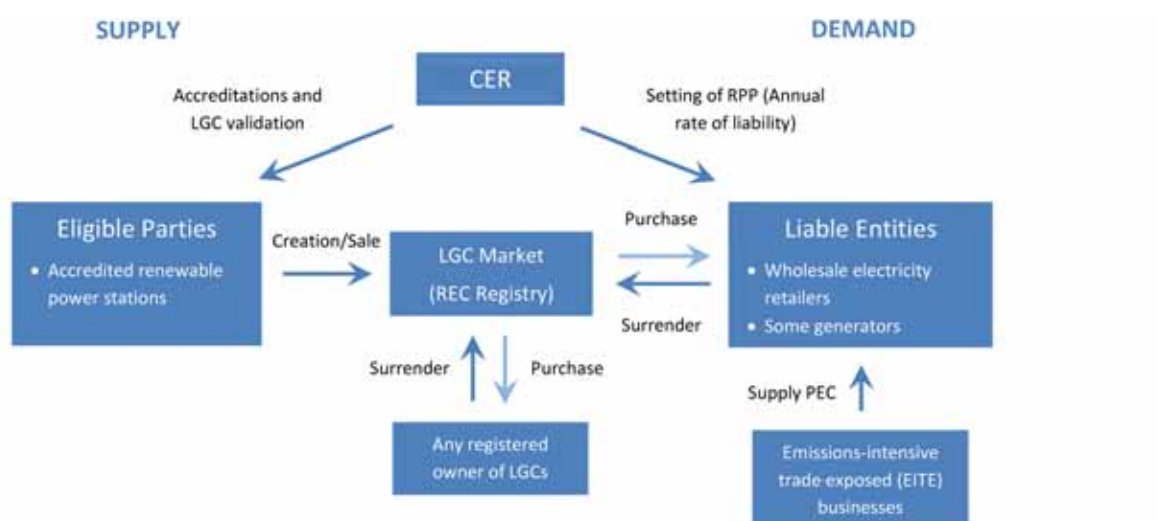 SUPPLY
DEMAND
CER
Accreditations and
LGC validation
Setting of RPP (Annual
rate of liability)
Eligible Parties
• Accredited renewable
power stations
Creation/Sale
LGC Market
(REC Registry)
Purchase
Surrender
Liable Entities
• Wholesale electricity
retailers
• Some generators
Surrender
Purchase
Supply PEC
Any registered
owner of LGCs
Emissions-intensive
trade-exposed (EITE)
businesses